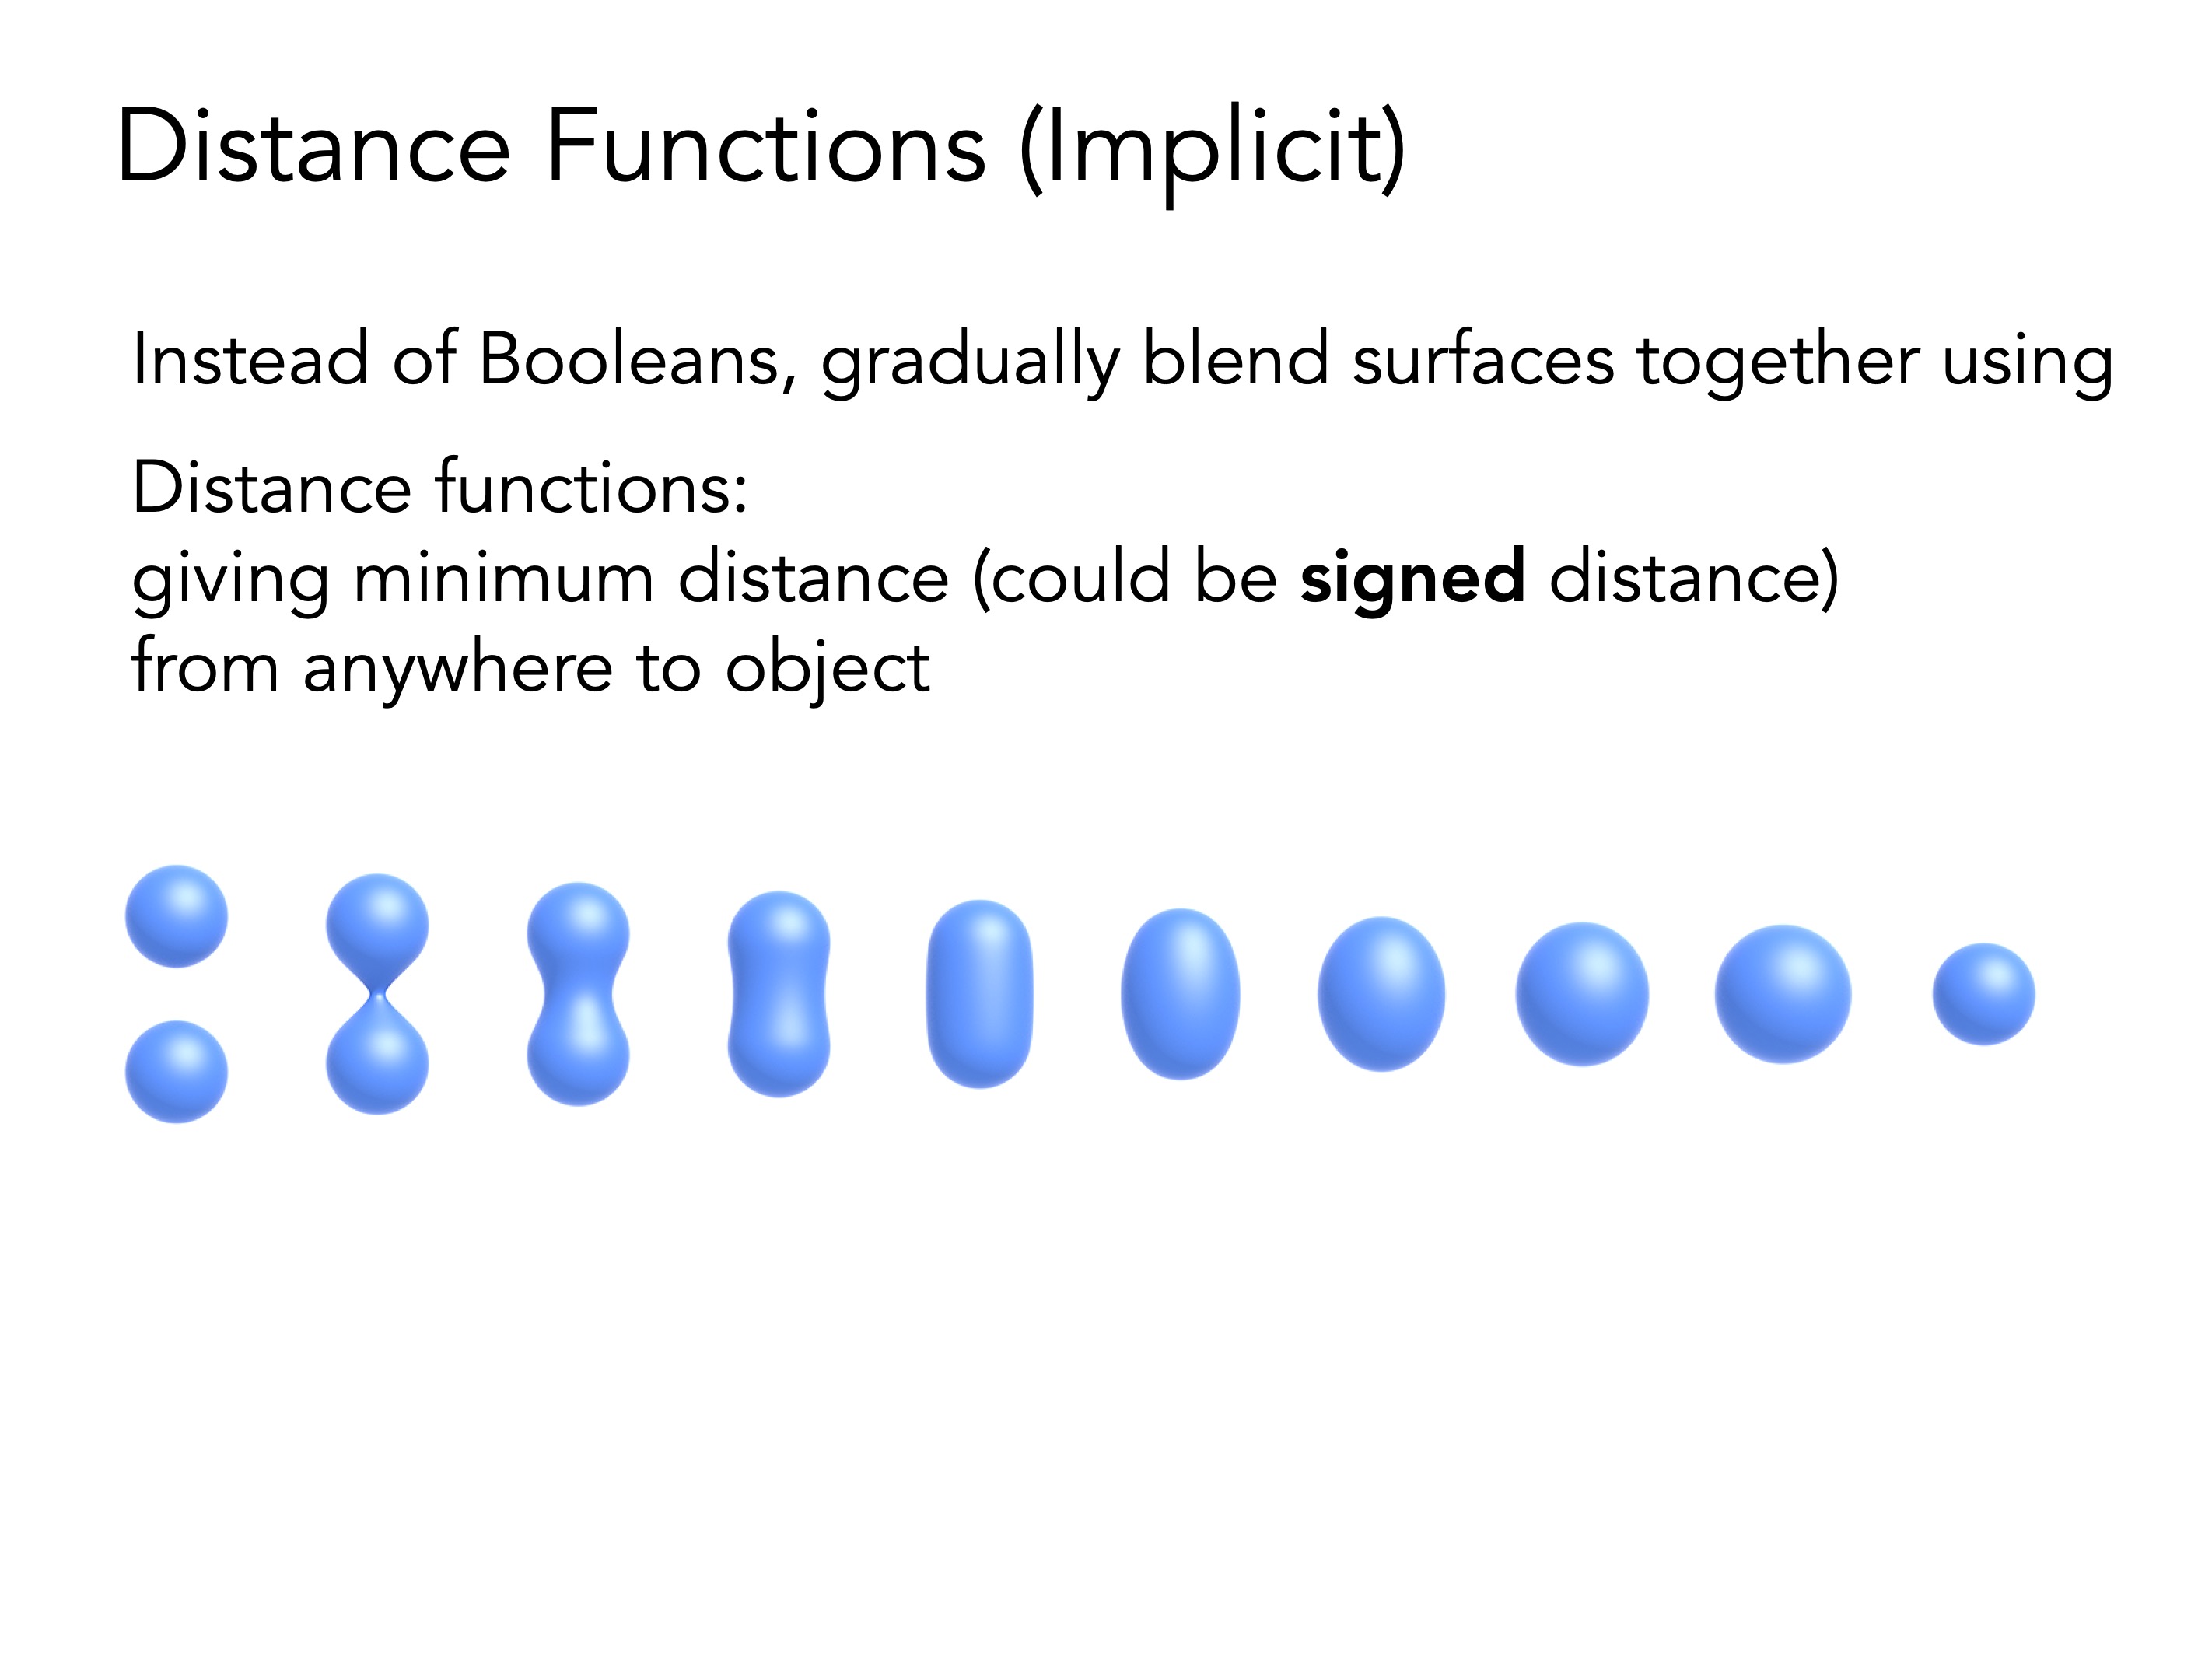 Distance Functions (Implicit)
Instead of Booleans, gradually blend surfaces together using
Distance functions:
giving minimum distance (could be signed distance)
from anywhere to object